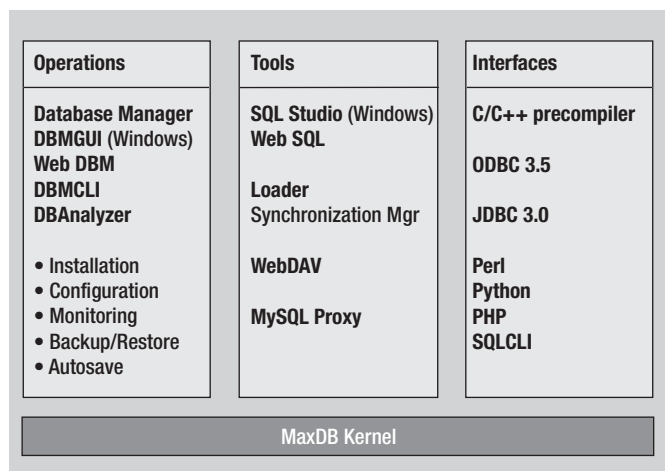 Operations
Database Manager
DBMGUI (Windows)
Web DBM
DBMCLI
DBAnalyzer
• Installation
• Configuration
• Monitoring
• Backup/Restore
• Autosave
Tools
SQL Studio (Windows)
Web SQL
Loader
Synchronization Mgr
WebDAV
MySQL Proxy
Interfaces
C/C++ precompiler
ODBC 3.5
JDBC 3.0
Perl
Python
PHP
SQLCLI
MaxDB Kernel